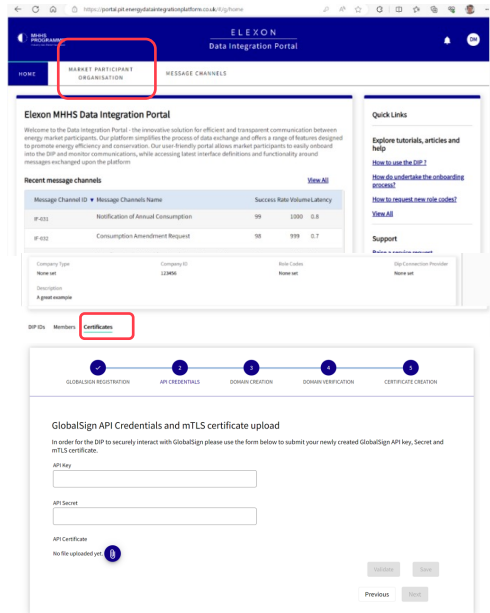 https://portal.pit.energydataintegrationplatform.co.uk/#/g/home
MHHS
PROGRAMME
ELEXON
Data Integration Portal
DM
HOME
MARKET PARTICIPANT
ORGANISATION
MESSAGE CHANNELS
Elexon MHHS Data Integration Portal
Welcome to the Data Integration Portal - the innovative solution for efficient and transparent communication between
energy market participants. Our platform simplifies the process of data exchange and offers a range of features designed
to promote energy efficiency and conservation. Our user-friendly portal allows market participants to easily onboard
into the DIP and monitor communications, while accessing latest interface definitions and functionality around
messages exchanged upon the platform
Recent message channels
View All
Message Channel ID ▼ Message Channels Name Success Rate Volume Latency
IF-031 Notification of Annual Consumption 99 1000 0.8
IF-032 Consumption Amendment Request 98 999 0.7
Quick Links
Explore tutorials, articles and
help
How to use the DIP ?
How do undertake the onboarding
process?
How to request new role codes?
View All
Support
Raise a service request
Company Type Company ID Role Codes Dip Connection Provider
None set 123456 None set None set
Description
A great example
DIP IDs Members Certificates
2 3 4 5
GLOBALSIGN REGISTRATION API CREDENTIALS DOMAIN CREATION DOMAIN VERIFICATION CERTIFICATE CREATION
GlobalSign API Credentials and mTLS certificate upload
In order for the DIP to securely interact with GlobalSign please use the form below to submit your newly created GlobalSign API key, Secret and
mTLS certificate.
API Key
API Secret
API Certificate
No file uploaded yet.
Validate Save
Previous Next